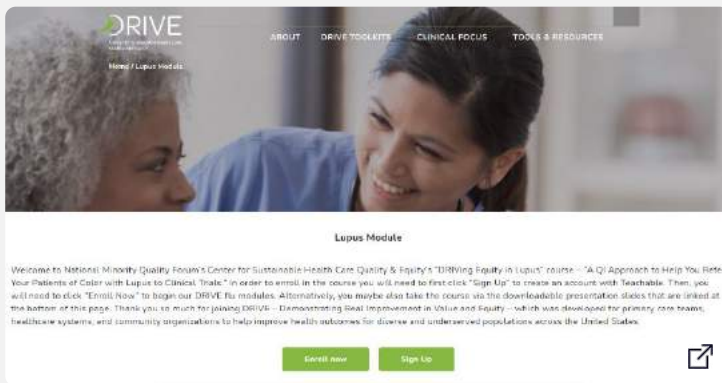 DRIVE
ABOUT DRIVE TOOLKITS CLINICAL FOCUS TOOLS & RESOURCES
Home / Lupus Module
Lupus Module
Welcome to National Minority Quality Forum's Center for Sustainable Health Care Quality & Equity's "DRIVing Equity in Lupus" course – "A QI Approach to Help You Refe
Your Patients of Color with Lupus to Clinical Trials." In order to enroll in the course you will need to first click "Sign Up" to create an account with Teachable. Then, you
will need to click "Enroll Now" to begin our DRIVE flu modules. Alternatively, you maybe also take the course via the downloadable presentation slides that are linked at
the bottom of this page. Thank you so much for joining DRIVE – Demonstrating Real Improvement in Value and Equity – which was developed for primary care teams,
healthcare systems, and community organizations to help improve health outcomes for diverse and underserved populations across the United States.
Enroll now Sign Up